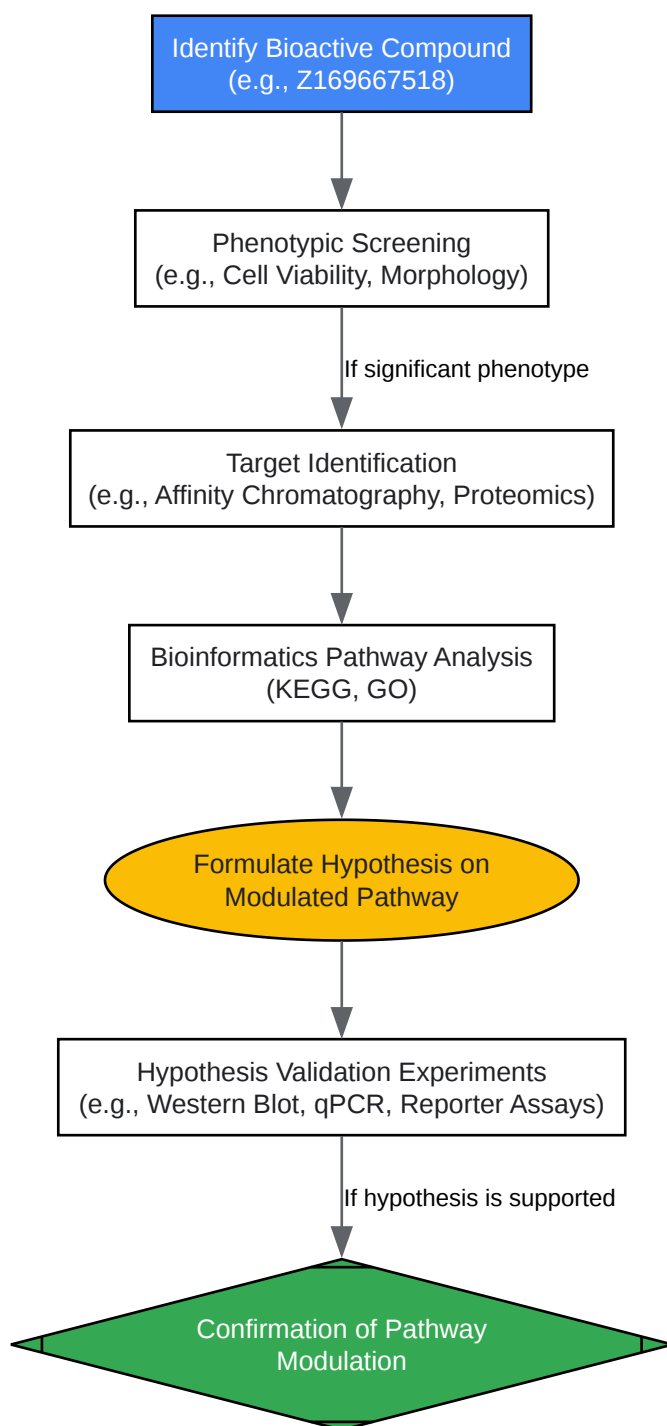 Identify Bioactive Compound
(e.g., Z169667518)
Phenotypic Screening
(e.g., Cell Viability, Morphology)
If significant phenotype
Target Identification
(e.g., Affinity Chromatography, Proteomics)
Bioinformatics Pathway Analysis
(KEGG, GO)
Formulate Hypothesis on
Modulated Pathway
Hypothesis Validation Experiments
(e.g., Western Blot, qPCR, Reporter Assays)
If hypothesis is supported
Confirmation of Pathway
Modulation